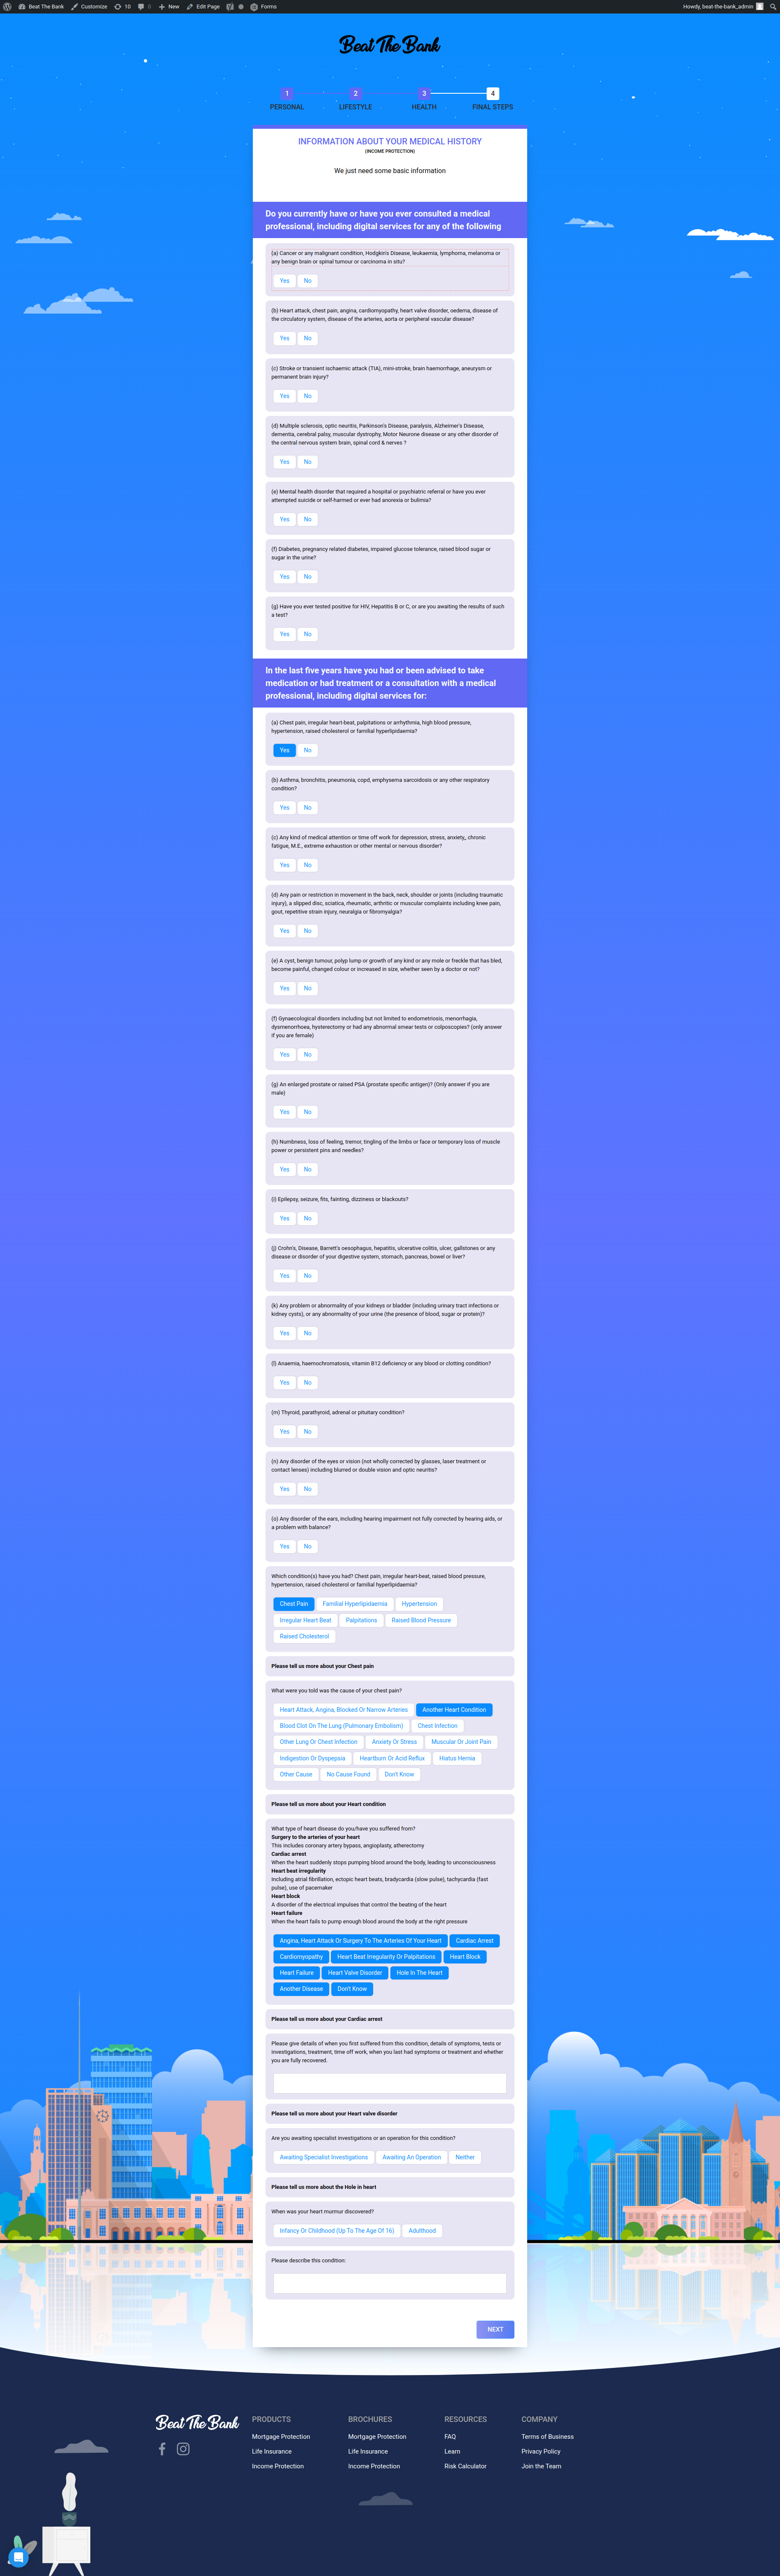 Beat The Bank
Customize
10
0
New
Edit Page
Forms
Howdy, beat-the-bank_admin
Beat The Bank
1
2
3
4
PERSONAL
LIFESTYLE
HEALTH
FINAL STEPS
INFORMATION ABOUT YOUR MEDICAL HISTORY
(INCOME PROTECTION)
We just need some basic information
Do you currently have or have you ever consulted a medical
professional, including digital services for any of the following
(a) Cancer or any malignant condition, Hodgkin's Disease, leukaemia, lymphoma, melanoma or
any benign brain or spinal tumour or carcinoma in situ?
Yes No
(b) Heart attack, chest pain, angina, cardiomyopathy, heart valve disorder, oedema, disease of
the circulatory system, disease of the arteries, aorta or peripheral vascular disease?
Yes No
(c) Stroke or transient ischaemic attack (TIA), mini-stroke, brain haemorrhage, aneurysm or
permanent brain injury?
Yes No
(d) Multiple sclerosis, optic neuritis, Parkinson's Disease, paralysis, Alzheimer's Disease,
dementia, cerebral palsy, muscular dystrophy, Motor Neurone disease or any other disorder of
the central nervous system brain, spinal cord & nerves ?
Yes No
(e) Mental health disorder that required a hospital or psychiatric referral or have you ever
attempted suicide or self-harmed or ever had anorexia or bulimia?
Yes No
(f) Diabetes, pregnancy related diabetes, impaired glucose tolerance, raised blood sugar or
sugar in the urine?
Yes No
(g) Have you ever tested positive for HIV, Hepatitis B or C, or are you awaiting the results of such
a test?
Yes No
In the last five years have you had or been advised to take
medication or had treatment or a consultation with a medical
professional, including digital services for:
(a) Chest pain, irregular heart-beat, palpitations or arrhythmia, high blood pressure,
hypertension, raised cholesterol or familial hyperlipidaemia?
Yes No
(b) Asthma, bronchitis, pneumonia, copd, emphysema sarcoidosis or any other respiratory
condition?
Yes No
(c) Any kind of medical attention or time off work for depression, stress, anxiety,, chronic
fatigue, M.E., extreme exhaustion or other mental or nervous disorder?
Yes No
(d) Any pain or restriction in movement in the back, neck, shoulder or joints (including traumatic
injury), a slipped disc, sciatica, rheumatic, arthritic or muscular complaints including knee pain,
gout, repetitive strain injury, neuralgia or fibromyalgia?
Yes No
(e) A cyst, benign tumour, polyp lump or growth of any kind or any mole or freckle that has bled,
become painful, changed colour or increased in size, whether seen by a doctor or not?
Yes No
(f) Gynaecological disorders including but not limited to endometriosis, menorrhagia,
dysmenorrhoea, hysterectomy or had any abnormal smear tests or colposcopies? (only answer
if you are female)
Yes No
(g) An enlarged prostate or raised PSA (prostate specific antigen)? (Only answer if you are
male)
Yes No
(h) Numbness, loss of feeling, tremor, tingling of the limbs or face or temporary loss of muscle
power or persistent pins and needles?
Yes No
(i) Epilepsy, seizure, fits, fainting, dizziness or blackouts?
Yes No
(j) Crohn's, Disease, Barrett's oesophagus, hepatitis, ulcerative colitis, ulcer, gallstones or any
disease or disorder of your digestive system, stomach, pancreas, bowel or liver?
Yes No
(k) Any problem or abnormality of your kidneys or bladder (including urinary tract infections or
kidney cysts), or any abnormality of your urine (the presence of blood, sugar or protein)?
Yes No
(l) Anaemia, haemochromatosis, vitamin B12 deficiency or any blood or clotting condition?
Yes No
(m) Thyroid, parathyroid, adrenal or pituitary condition?
Yes No
(n) Any disorder of the eyes or vision (not wholly corrected by glasses, laser treatment or
contact lenses) including blurred or double vision and optic neuritis?
Yes No
(o) Any disorder of the ears, including hearing impairment not fully corrected by hearing aids, or
a problem with balance?
Yes No
Which condition(s) have you had? Chest pain, irregular heart-beat, raised blood pressure,
hypertension, raised cholesterol or familial hyperlipidaemia?
Chest Pain Familial Hyperlipidaemia Hypertension
Irregular Heart Beat Palpitations Raised Blood Pressure
Raised Cholesterol
Please tell us more about your Chest pain
What were you told was the cause of your chest pain?
Heart Attack, Angina, Blocked Or Narrow Arteries Another Heart Condition
Blood Clot On The Lung (Pulmonary Embolism) Chest Infection
Other Lung Or Chest Infection Anxiety Or Stress Muscular Or Joint Pain
Indigestion Or Dyspepsia Heartburn Or Acid Reflux Hiatus Hernia
Other Cause No Cause Found Don't Know
Please tell us more about your Heart condition
What type of heart disease do you/have you suffered from?
Surgery to the arteries of your heart
This includes coronary artery bypass, angioplasty, atherectomy
Cardiac arrest
When the heart suddenly stops pumping blood around the body, leading to unconsciousness
Heart beat irregularity
Including atrial fibrillation, ectopic heart beats, bradycardia (slow pulse), tachycardia (fast
pulse), use of pacemaker
Heart block
A disorder of the electrical impulses that control the beating of the heart
Heart failure
When the heart fails to pump enough blood around the body at the right pressure
Angina, Heart Attack Or Surgery To The Arteries Of Your Heart Cardiac Arrest
Cardiomyopathy Heart Beat Irregularity Or Palpitations Heart Block
Heart Failure Heart Valve Disorder Hole In The Heart
Another Disease Don't Know
Please tell us more about your Cardiac arrest
Please give details of when you first suffered from this condition, details of symptoms, tests or
investigations, treatment, time off work, when you last had symptoms or treatment and whether
you are fully recovered.
Please tell us more about your Heart valve disorder
Are you awaiting specialist investigations or an operation for this condition?
Awaiting Specialist Investigations Awaiting An Operation Neither
Please tell us more about the Hole in heart
When was your heart murmur discovered?
Infancy Or Childhood (Up To The Age Of 16) Adulthood
Please describe this condition:
NEXT
Beat The Bank
PRODUCTS
Mortgage Protection
Life Insurance
Income Protection
BROCHURES
Mortgage Protection
Life Insurance
Income Protection
RESOURCES
FAQ
Learn
Risk Calculator
COMPANY
Terms of Business
Privacy Policy
Join the Team